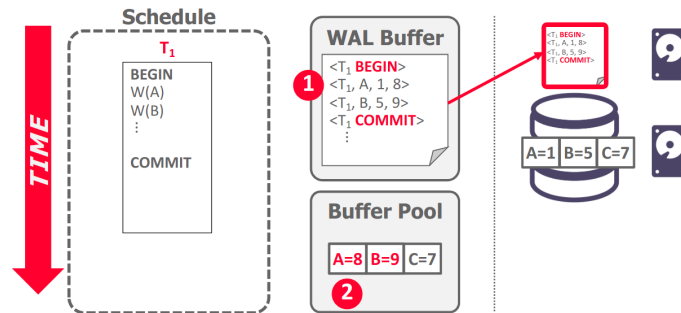 Schedule
TIME
T1
BEGIN
W(A)
W(B)
⋮
COMMIT
WAL Buffer
1
<T1 BEGIN>
<T1, A, 1, 8>
<T1, B, 5, 9>
<T1 COMMIT>
⋮
Buffer Pool
A=8 B=9 C=7
2
<T1 BEGIN>
<T1, A, 1, 8>
<T1, B, 5, 9>
<T1 COMMIT>
⋮
A=1 B=5 C=7